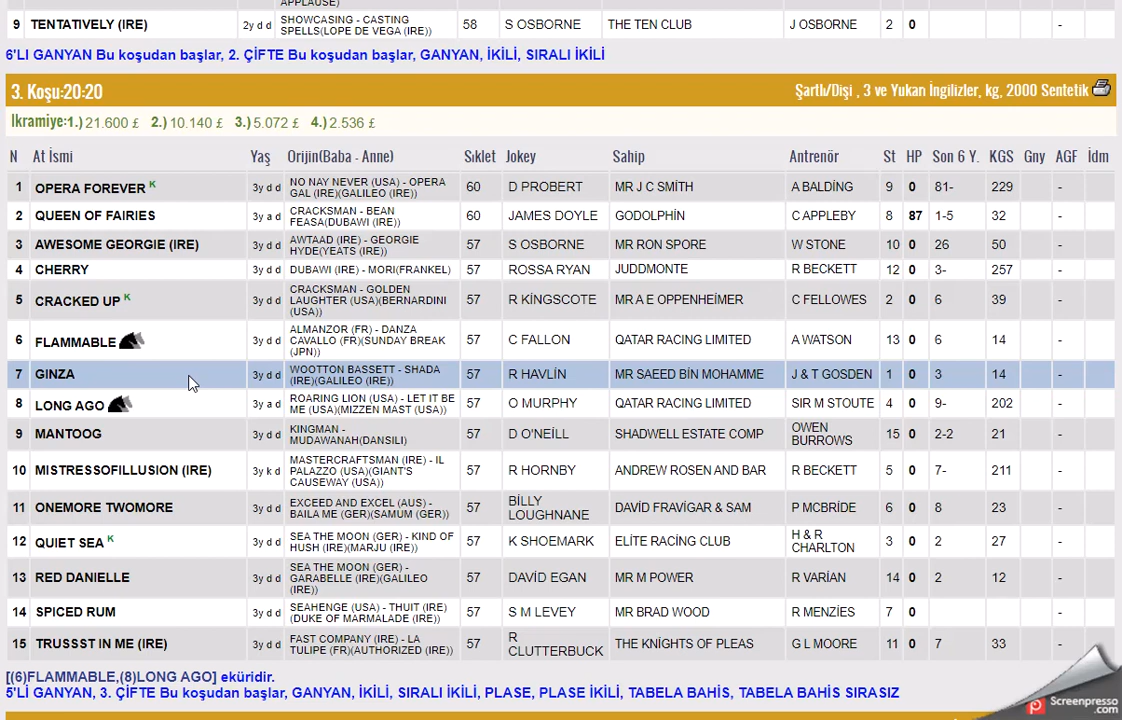 APPLAUSE)
9 TENTATIVELY (IRE) 2y d d SHOWCASING - CASTING SPELLS(LOPE DE VEGA (IRE)) 58 S OSBORNE THE TEN CLUB J OSBORNE 2 0 -
6'LI GANYAN Bu koşudan başlar, 2. ÇİFTE Bu koşudan başlar, GANYAN, İKİLİ, SIRALI İKİLİ
3. Koşu:20:20 Şartlı/Dişi , 3 ve Yukarı İngilizler, kg, 2000 Sentetik
İkramiye:1.) 21.600 £ 2.) 10.140 £ 3.) 5.072 £ 4.) 2.536 £
N At İsmi Yaş Orijin(Baba - Anne) Sıklet Jokey Sahip Antrenör St HP Son 6 Y. KGS Gny AGF İdm
1 OPERA FOREVER K 3y d d NO NAY NEVER (USA) - OPERA GAL (IRE)(GALILEO (IRE)) 60 D PROBERT MR J C SMİTH A BALDİNG 9 0 81- 229 -
2 QUEEN OF FAIRIES 3y a d CRACKSMAN - BEAN FEASA(DUBAWI (IRE)) 60 JAMES DOYLE GODOLPHİN C APPLEBY 8 87 1-5 32 -
3 AWESOME GEORGIE (IRE) 3y d d AWTAAD (IRE) - GEORGIE HYDE(YEATS (IRE)) 57 S OSBORNE MR RON SPORE W STONE 10 0 26 50 -
4 CHERRY 3y d d DUBAWI (IRE) - MORI(FRANKEL) 57 ROSSA RYAN JUDDMONTE R BECKETT 12 0 3- 257 -
5 CRACKED UP K 3y d d CRACKSMAN - GOLDEN LAUGHTER (USA)(BERNARDINI (USA)) 57 R KİNGSCOTE MR A E OPPENHEİMER C FELLOWES 2 0 6 39 -
6 FLAMMABLE 3y d d ALMANZOR (FR) - DANZA CAVALLO (FR)(SUNDAY BREAK (JPN)) 57 C FALLON QATAR RACING LIMITED A WATSON 13 0 6 14 -
7 GINZA 3y d d WOOTTON BASSETT - SHADA (IRE)(GALILEO (IRE)) 57 R HAVLİN MR SAEED BİN MOHAMME J & T GOSDEN 1 0 3 14 -
8 LONG AGO 3y a d ROARING LION (USA) - LET IT BE ME (USA)(MIZZEN MAST (USA)) 57 O MURPHY QATAR RACING LIMITED SIR M STOUTE 4 0 9- 202 -
9 MANTOOG 3y d d KINGMAN - MUDAWANAH(DANSILI) 57 D O'NEİLL SHADWELL ESTATE COMP OWEN BURROWS 15 0 2-2 21 -
10 MISTRESSOFILLUSION (IRE) 3y k d MASTERCRAFTSMAN (IRE) - IL PALAZZO (USA)(GIANT'S CAUSEWAY (USA)) 57 R HORNBY ANDREW ROSEN AND BAR R BECKETT 5 0 7- 211 -
11 ONEMORE TWOMORE 3y d d EXCEED AND EXCEL (AUS) - BAILA ME (GER)(SAMUM (GER)) 57 BİLLY LOUGHNANE DAVİD FRAVİGAR & SAM P MCBRİDE 6 0 8 23 -
12 QUIET SEA K 3y d d SEA THE MOON (GER) - KIND OF HUSH (IRE)(MARJU (IRE)) 57 K SHOEMARK ELİTE RACİNG CLUB H & R CHARLTON 3 0 2 27 -
13 RED DANIELLE 3y d d SEA THE MOON (GER) - GARABELLE (IRE)(GALILEO (IRE)) 57 DAVİD EGAN MR M POWER R VARİAN 14 0 2 12 -
14 SPICED RUM 3y d d SEAHENGE (USA) - THUIT (IRE)(DUKE OF MARMALADE (IRE)) 57 S M LEVEY MR BRAD WOOD R MENZİES 7 0 -
15 TRUSSST IN ME (IRE) 3y d d FAST COMPANY (IRE) - LA TULIPE (FR)(AUTHORIZED (IRE)) 57 R CLUTTERBUCK THE KNİGHTS OF PLEAS G L MOORE 11 0 7 33 -
[(6)FLAMMABLE,(8)LONG AGO] eküridir.
5'Lİ GANYAN, 3. ÇİFTE Bu koşudan başlar, GANYAN, İKİLİ, SIRALI İKİLİ, PLASE, PLASE İKİLİ, TABELA BAHİS, TABELA BAHİS SIRASIZ
Screenpresso.com